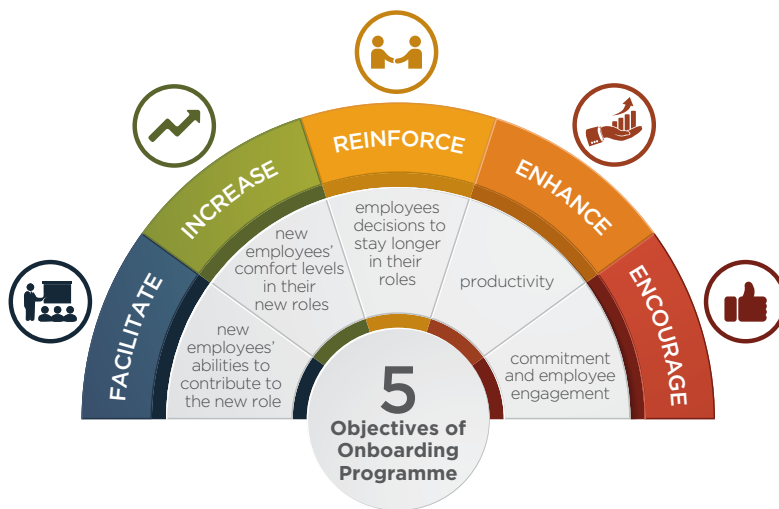 FACILITATE
new
employees'
abilities to
contribute to
the new role
INCREASE
new
employees'
comfort levels
in their
new roles
REINFORCE
employees
decisions to
stay longer
in their
roles
ENHANCE
productivity
ENCOURAGE
commitment
and employee
engagement
5
Objectives of
Onboarding
Programme